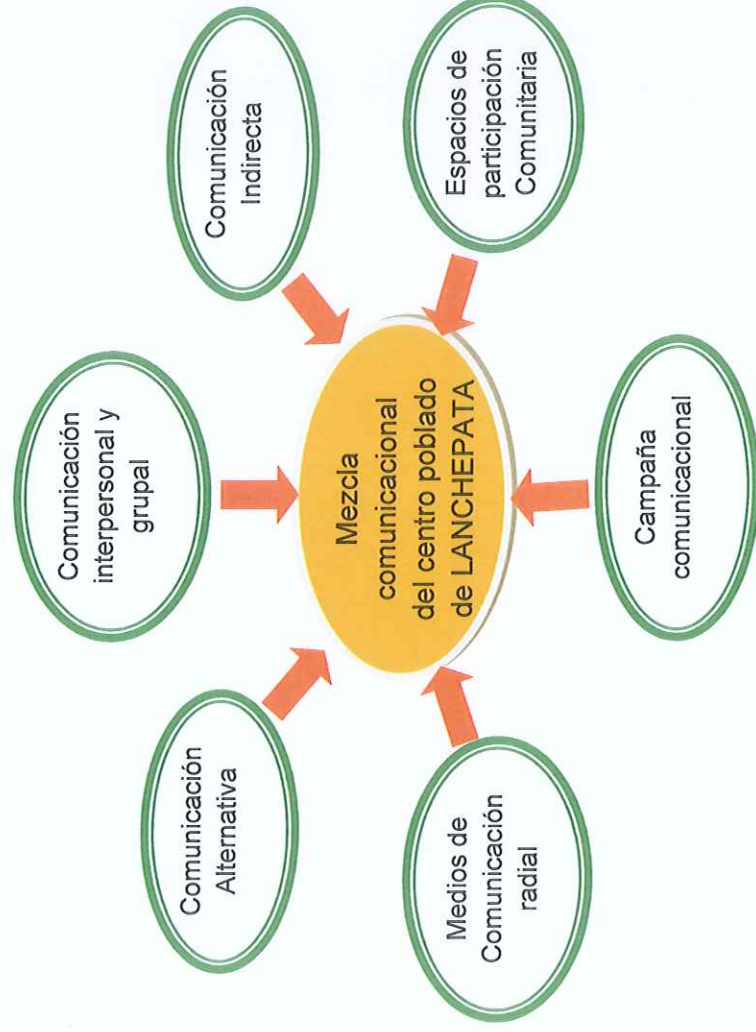 Comunicación
interpersonal y
grupal
Comunicación
Alternativa
Comunicación
Indirecta
Mezcla
comunicacional
del centro poblado
de LANCHEPATA
Medios de
Comunicación
radial
Espacios de
participación
Comunitaria
Campaña
comunicacional